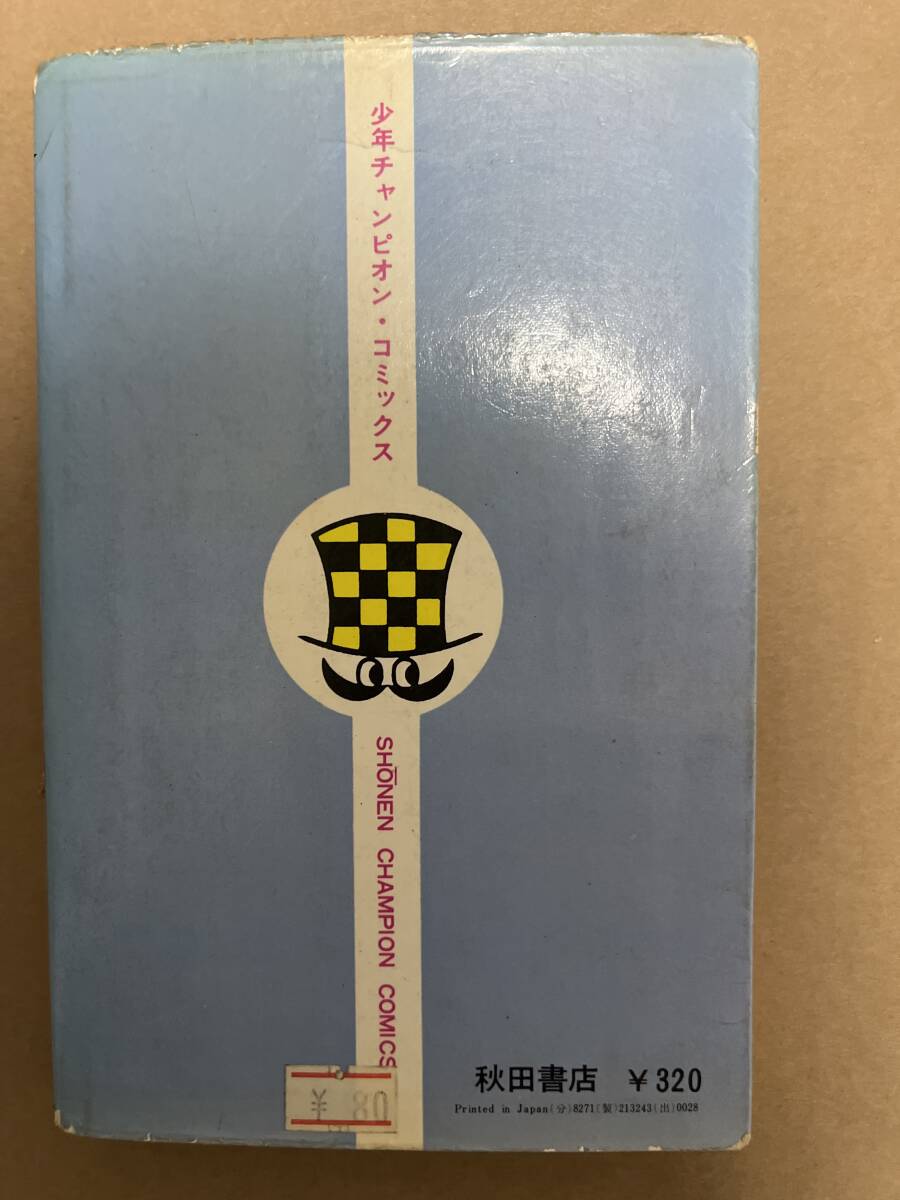 少年チャンピオン・コミックス
SHŌNEN CHAMPION COMICS
¥ 80
秋田書店 ¥320
Printed in Japan(分)8271(製)213243(出)0028